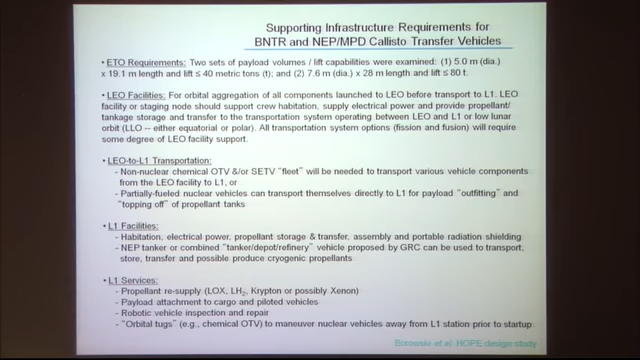 Supporting Infrastructure Requirements for
BNTR and NEP/MPD Callisto Transfer Vehicles
• ETO Requirements: Two sets of payload volumes / lift capabilities were examined: (1) 5.0 m (dia.)
x 19.1 m length and lift ≤ 40 metric tons (t); and (2) 7.6 m (dia.) x 28 m length and lift ≤ 80 t.
• LEO Facilities: For orbital aggregation of all components launched to LEO before transport to L1. LEO
facility or staging node should support crew habitation, supply electrical power and provide propellant/
tankage storage and transfer to the transportation system operating between LEO and L1 or low lunar
orbit (LLO -- either equatorial or polar). All transportation system options (fission and fusion) will require
some degree of LEO facility support.
• LEO-to-L1 Transportation:
- Non-nuclear chemical OTV &/or SETV "fleet" will be needed to transport various vehicle components
from the LEO facility to L1, or
- Partially-fueled nuclear vehicles can transport themselves directly to L1 for payload "outfitting" and
"topping off" of propellant tanks
• L1 Facilities:
- Habitation, electrical power, propellant storage & transfer, assembly and portable radiation shielding
- NEP tanker or combined "tanker/depot/refinery" vehicle proposed by GRC can be used to transport,
store, transfer and possible produce cryogenic propellants
• L1 Services:
- Propellant re-supply (LOX, LH2, Krypton or possibly Xenon)
- Payload attachment to cargo and piloted vehicles
- Robotic vehicle inspection and repair
- "Orbital tugs" (e.g., chemical OTV) to maneuver nuclear vehicles away from L1 station prior to startup
Borowski et al. HOPE design study